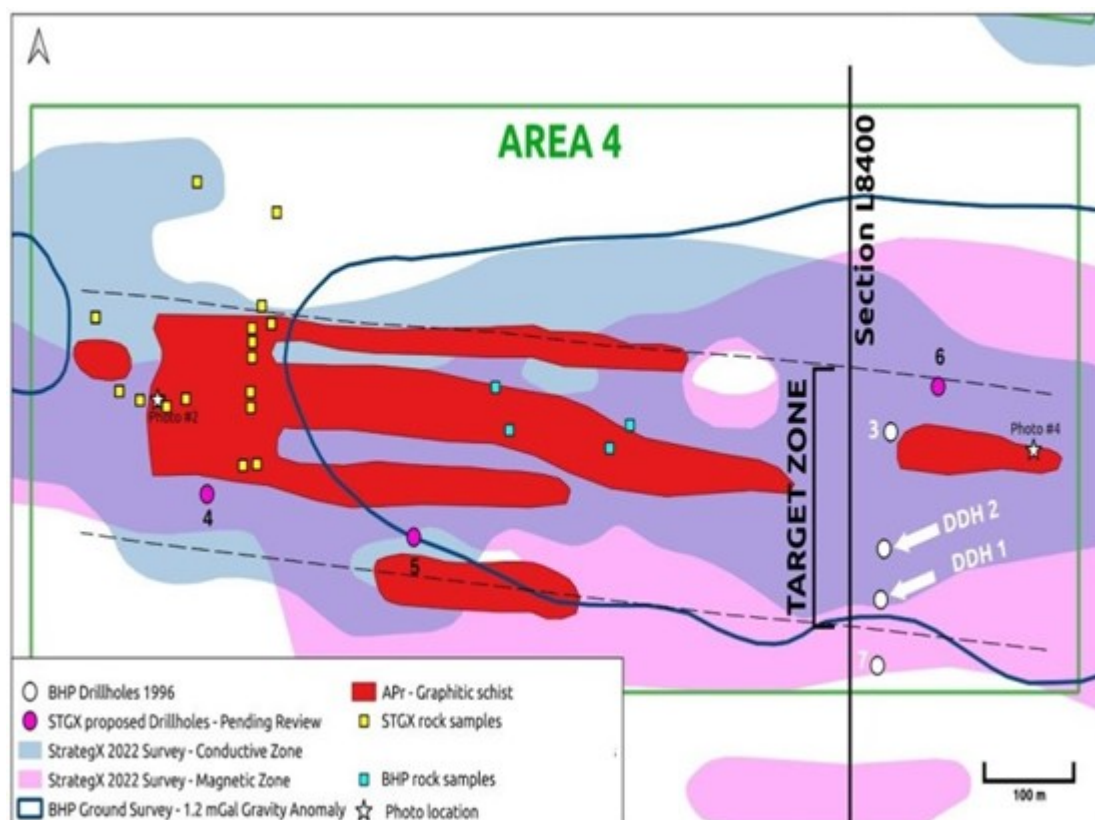 AREA 4
Section L8400
TARGET ZONE
6
3
Photo #4
Photo #2
4
5
DDH 2
DDH 1
7
BHP Drillholes 1996
STGX proposed Drillholes - Pending Review
StrategX 2022 Survey - Conductive Zone
StrategX 2022 Survey - Magnetic Zone
BHP Ground Survey - 1.2 mGal Gravity Anomaly
APr - Graphitic schist
STGX rock samples
BHP rock samples
Photo location
100 m